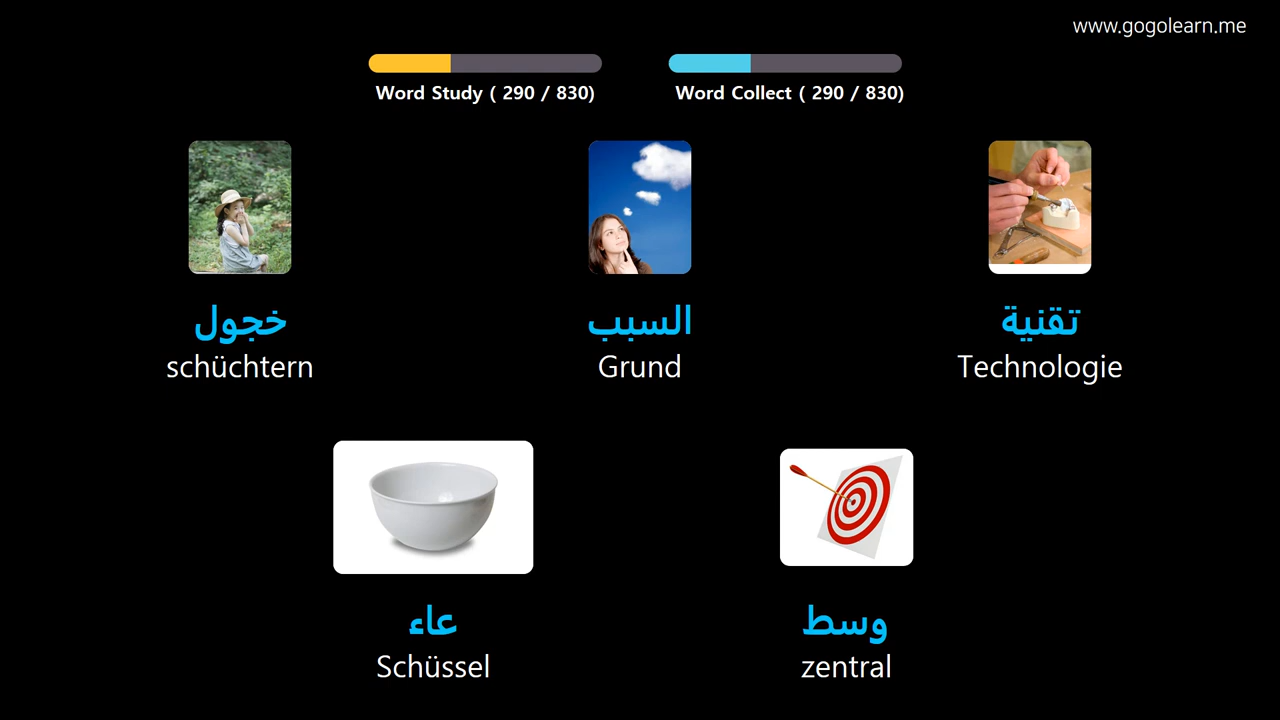 www.gogolearn.me
Word Study ( 290 / 830)
Word Collect ( 290 / 830)
خجول
schüchtern
السبب
Grund
تقنية
Technologie
عاء
Schüssel
وسط
zentral